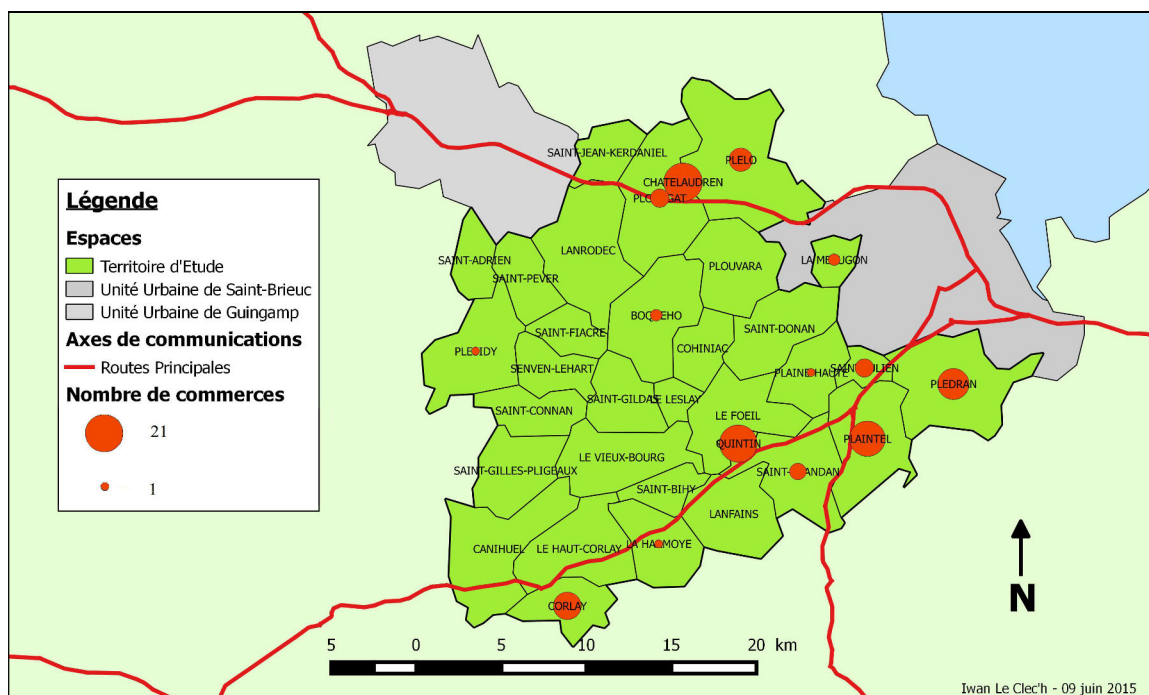 Légende
Espaces
Territoire d'Etude
Unité Urbaine de Saint-Brieuc
Unité Urbaine de Guingamp
Axes de communications
Routes Principales
Nombre de commerces
21
1
SAINT-JEAN-KERDANIEL
PLELO
CHATELAUDREN
LANRODEC
SAINT-ADRIEN
SAINT-PEVER
PLOUVARA
SAINT-FIACRE
SAINT-DONAN
COHINIAC
SENVEN-LEHART
PLAINE-HAUTE
PLEDRAN
SAINT-GILDAS
LE LESLAY
SAINT-CONNAN
LE FOEIL
QUINTIN
PLAINTEL
LE VIEUX-BOURG
SAINT-GILLES-PLIGEAUX
SAINT-BIHY
LANFAINS
CANIHUEL
LE HAUT-CORLAY
CORLAY
N
5 0 5 10 15 20 km
Iwan Le Clec'h - 09 juin 2015